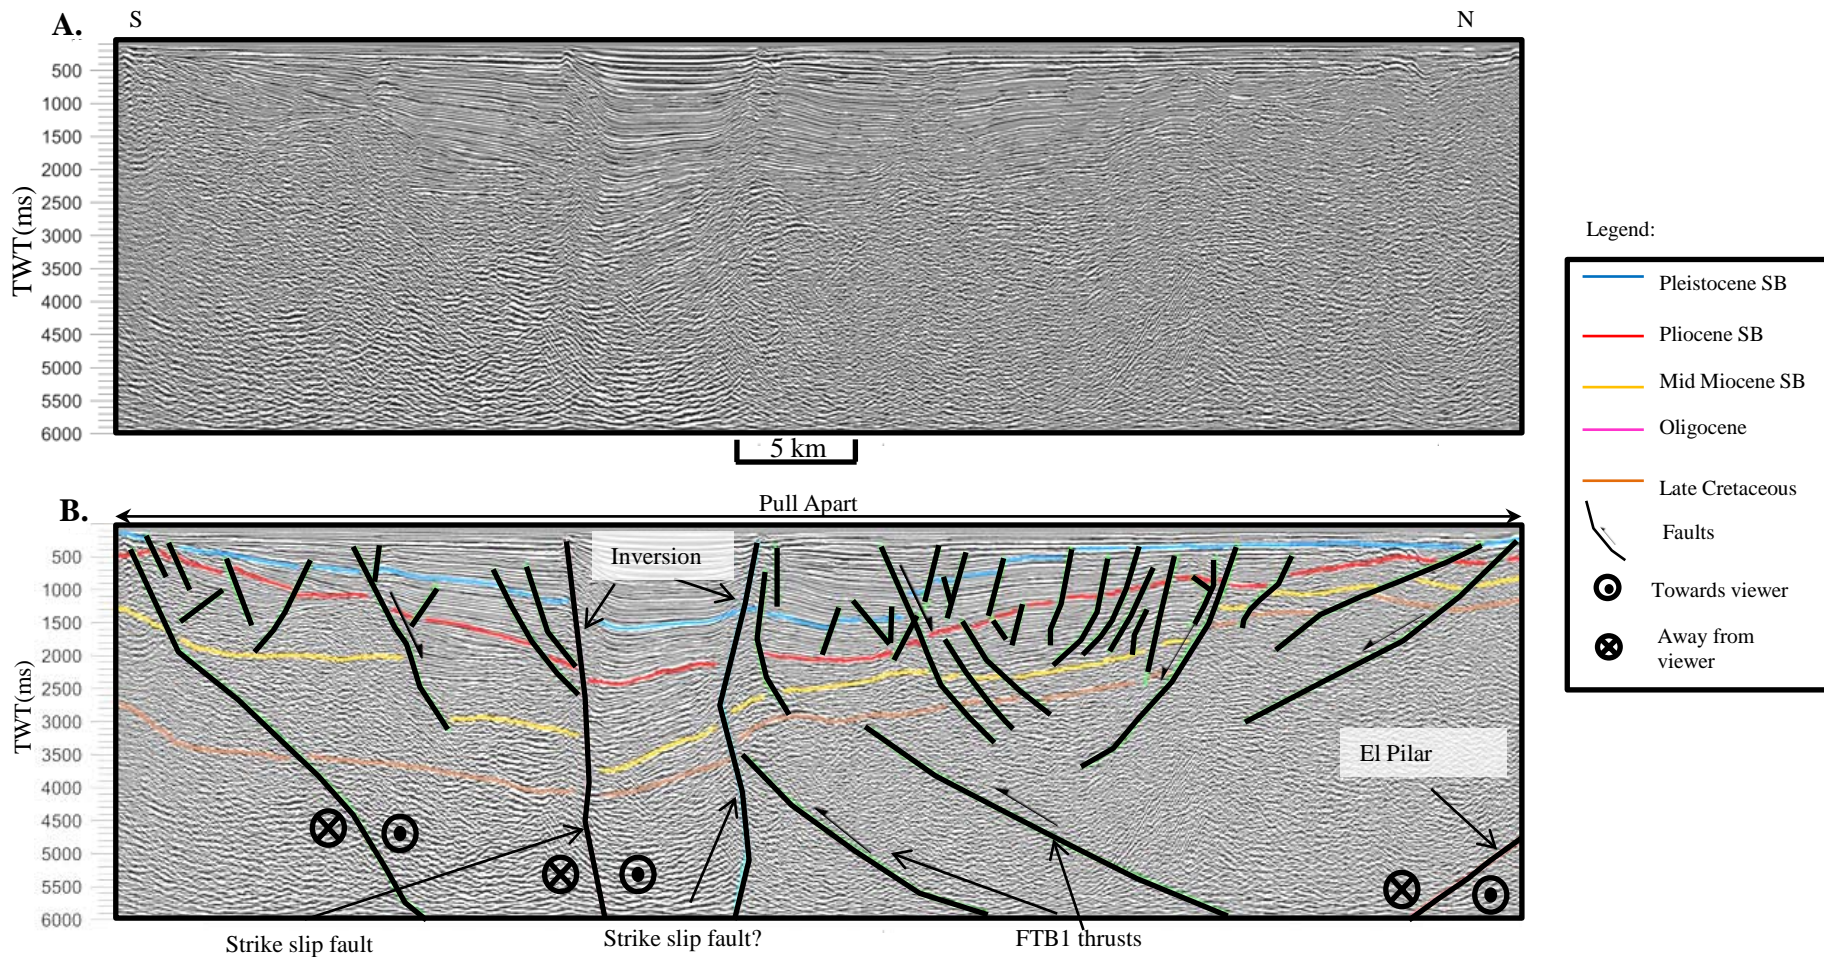 A.
S
N
500
1000
1500
2000
2500
3000
3500
4000
4500
5000
5500
6000
TWT(ms)
5 km
Legend:
Pleistocene SB
Pliocene SB
Mid Miocene SB
Oligocene
Late Cretaceous
Faults
Towards viewer
Away from
viewer
B.
Pull Apart
500
1000
1500
2000
2500
3000
3500
4000
4500
5000
5500
6000
TWT(ms)
Inversion
El Pilar
Strike slip fault
Strike slip fault?
FTB1 thrusts